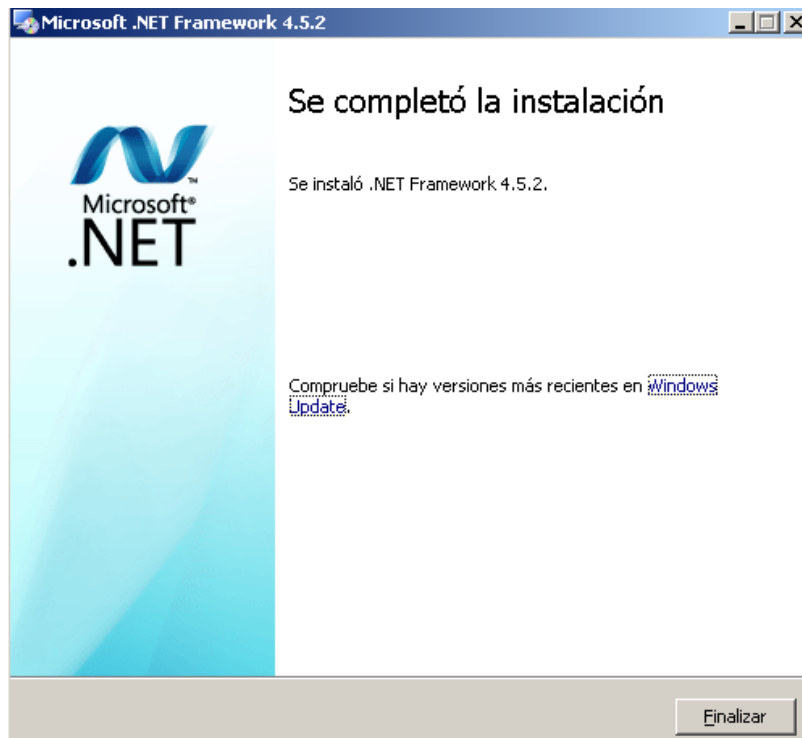 Microsoft .NET Framework 4.5.2
Se completó la instalación
Microsoft®
.NET
™
Se instaló .NET Framework 4.5.2.
Compruebe si hay versiones más recientes en Windows
Update.
Finalizar